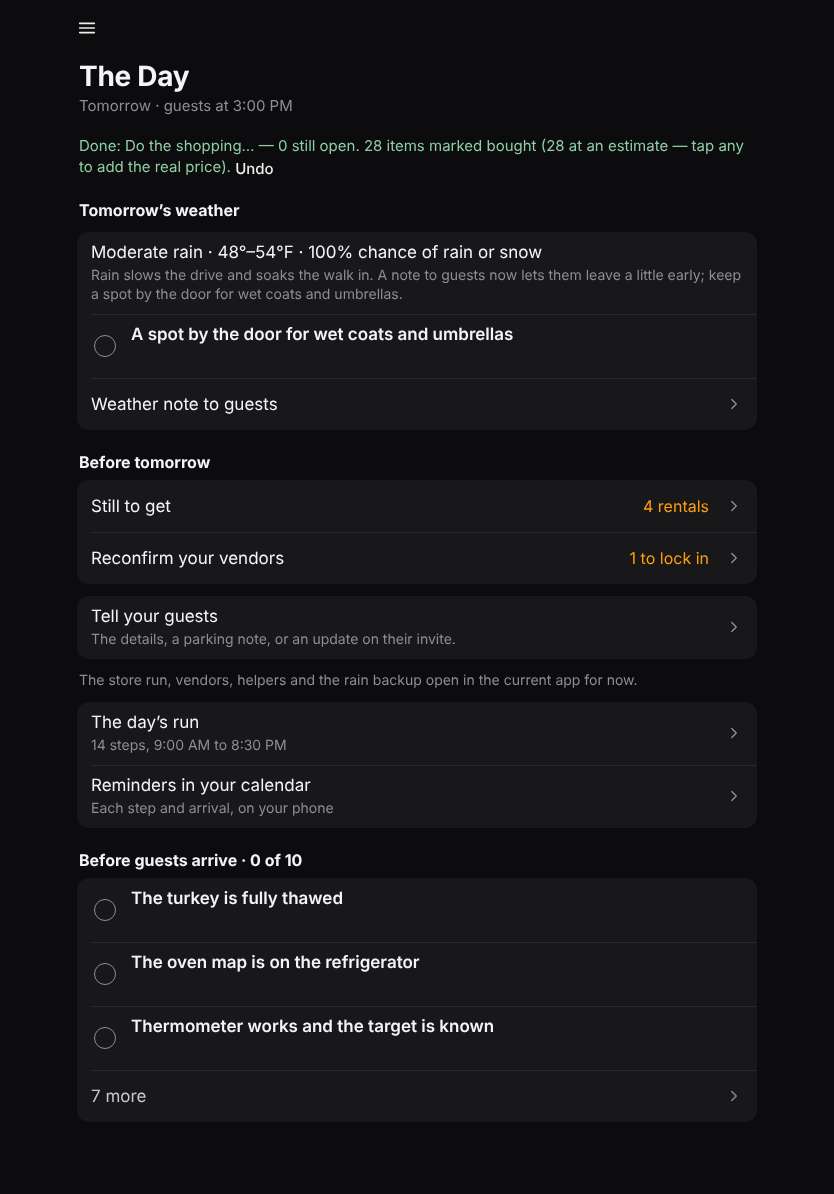 The Day
Tomorrow · guests at 3:00 PM
Done: Do the shopping... — 0 still open. 28 items marked bought (28 at an estimate — tap any
to add the real price). Undo
Tomorrow’s weather
Moderate rain · 48°–54°F · 100% chance of rain or snow
Rain slows the drive and soaks the walk in. A note to guests now lets them leave a little early; keep
a spot by the door for wet coats and umbrellas.
A spot by the door for wet coats and umbrellas
Weather note to guests
Before tomorrow
Still to get 4 rentals
Reconfirm your vendors 1 to lock in
Tell your guests
The details, a parking note, or an update on their invite.
The store run, vendors, helpers and the rain backup open in the current app for now.
The day’s run
14 steps, 9:00 AM to 8:30 PM
Reminders in your calendar
Each step and arrival, on your phone
Before guests arrive · 0 of 10
The turkey is fully thawed
The oven map is on the refrigerator
Thermometer works and the target is known
7 more